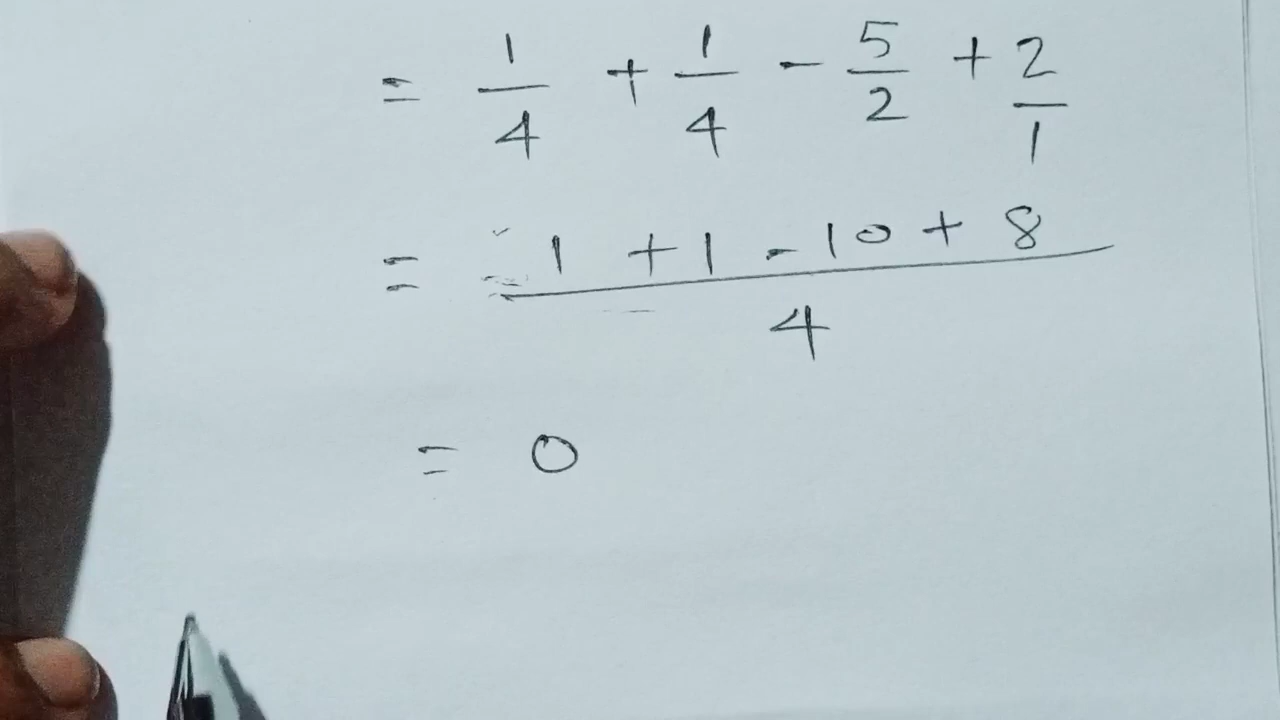 = 1/4 + 1/4 - 5/2 + 2/1
= 1 + 1 - 10 + 8 / 4
= 0